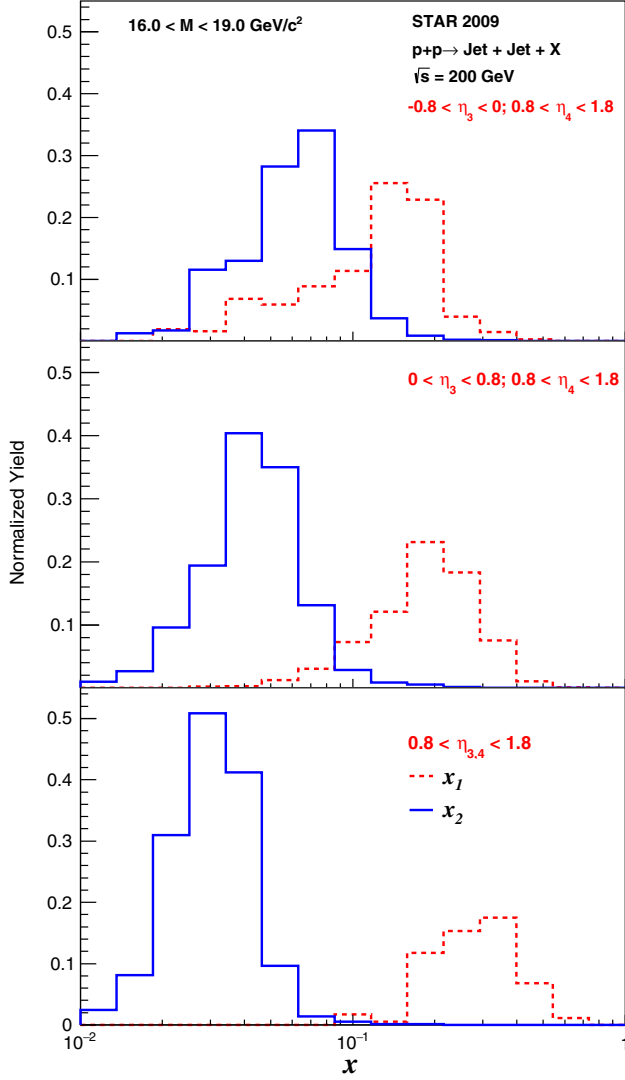 16.0 < M < 19.0 GeV/c²
STAR 2009
p+p→ Jet + Jet + X
√s = 200 GeV
-0.8 < η₃ < 0; 0.8 < η₄ < 1.8
0.5
0.4
0.3
0.2
0.1
0 < η₃ < 0.8; 0.8 < η₄ < 1.8
0.5
0.4
0.3
0.2
0.1
Normalized Yield
0.8 < η₃,₄ < 1.8
x₁
x₂
0.5
0.4
0.3
0.2
0.1
0
10⁻²
10⁻¹
1
x